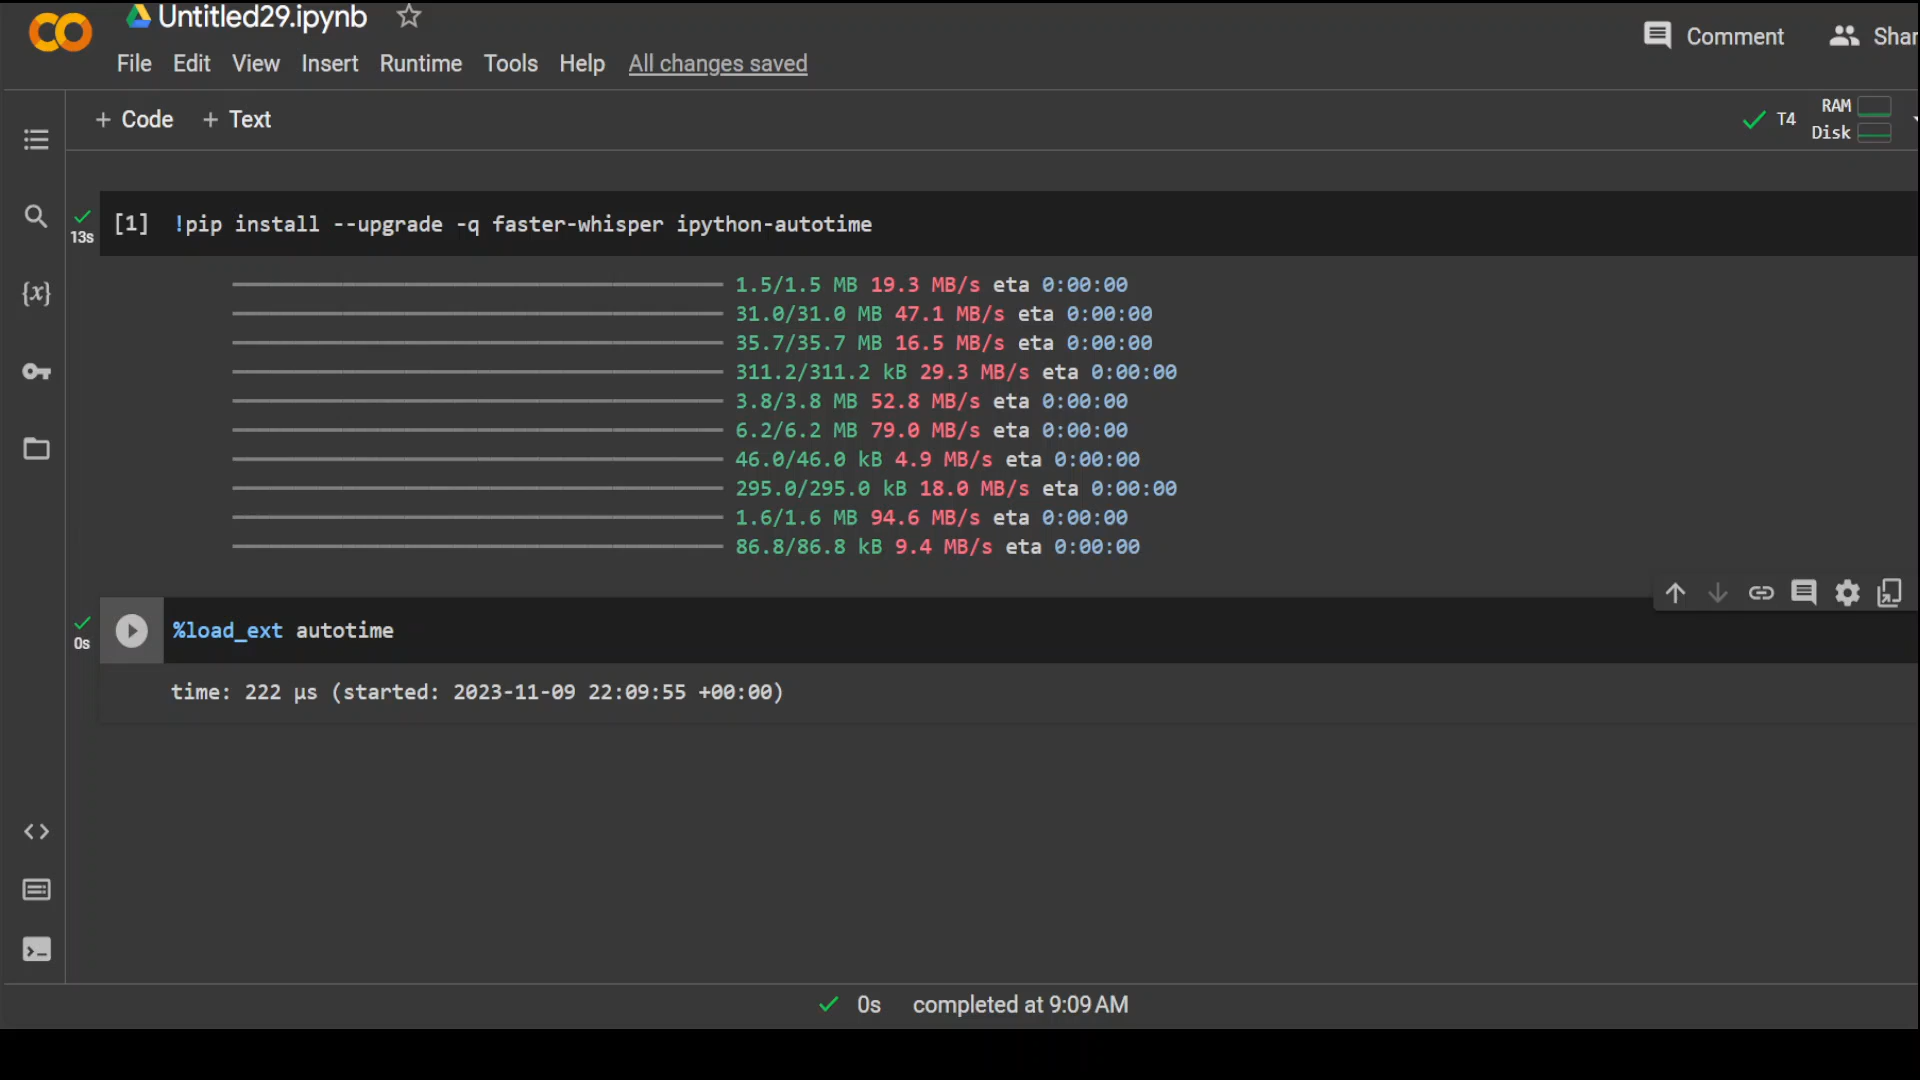 Untitled29.ipynb
Comment
Shar
File Edit View Insert Runtime Tools Help All changes saved
+ Code + Text
T4
RAM
Disk
13s
[1] !pip install --upgrade -q faster-whisper ipython-autotime
1.5/1.5 MB 19.3 MB/s eta 0:00:00
31.0/31.0 MB 47.1 MB/s eta 0:00:00
35.7/35.7 MB 16.5 MB/s eta 0:00:00
311.2/311.2 kB 29.3 MB/s eta 0:00:00
3.8/3.8 MB 52.8 MB/s eta 0:00:00
6.2/6.2 MB 79.0 MB/s eta 0:00:00
46.0/46.0 kB 4.9 MB/s eta 0:00:00
295.0/295.0 kB 18.0 MB/s eta 0:00:00
1.6/1.6 MB 94.6 MB/s eta 0:00:00
86.8/86.8 kB 9.4 MB/s eta 0:00:00
0s
%load_ext autotime
time: 222 µs (started: 2023-11-09 22:09:55 +00:00)
0s completed at 9:09 AM